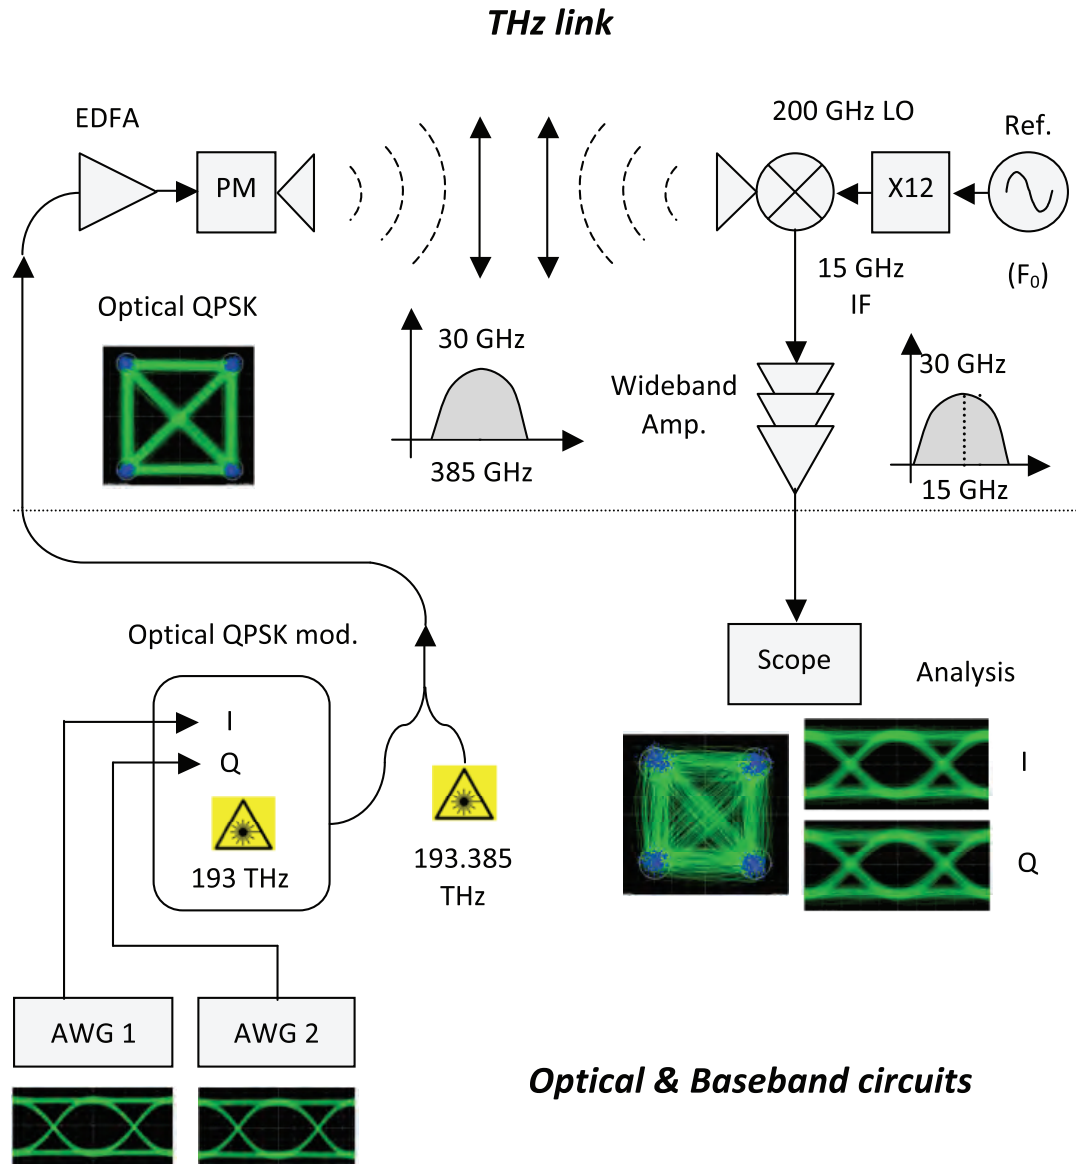 THz link
EDFA
PM
200 GHz LO
Ref.
X12
(F₀)
15 GHz
IF
Optical QPSK
30 GHz
385 GHz
Wideband
Amp.
30 GHz
15 GHz
Optical QPSK mod.
I
Q
193 THz
193.385
THz
Scope
Analysis
I
Q
AWG 1
AWG 2
Optical & Baseband circuits